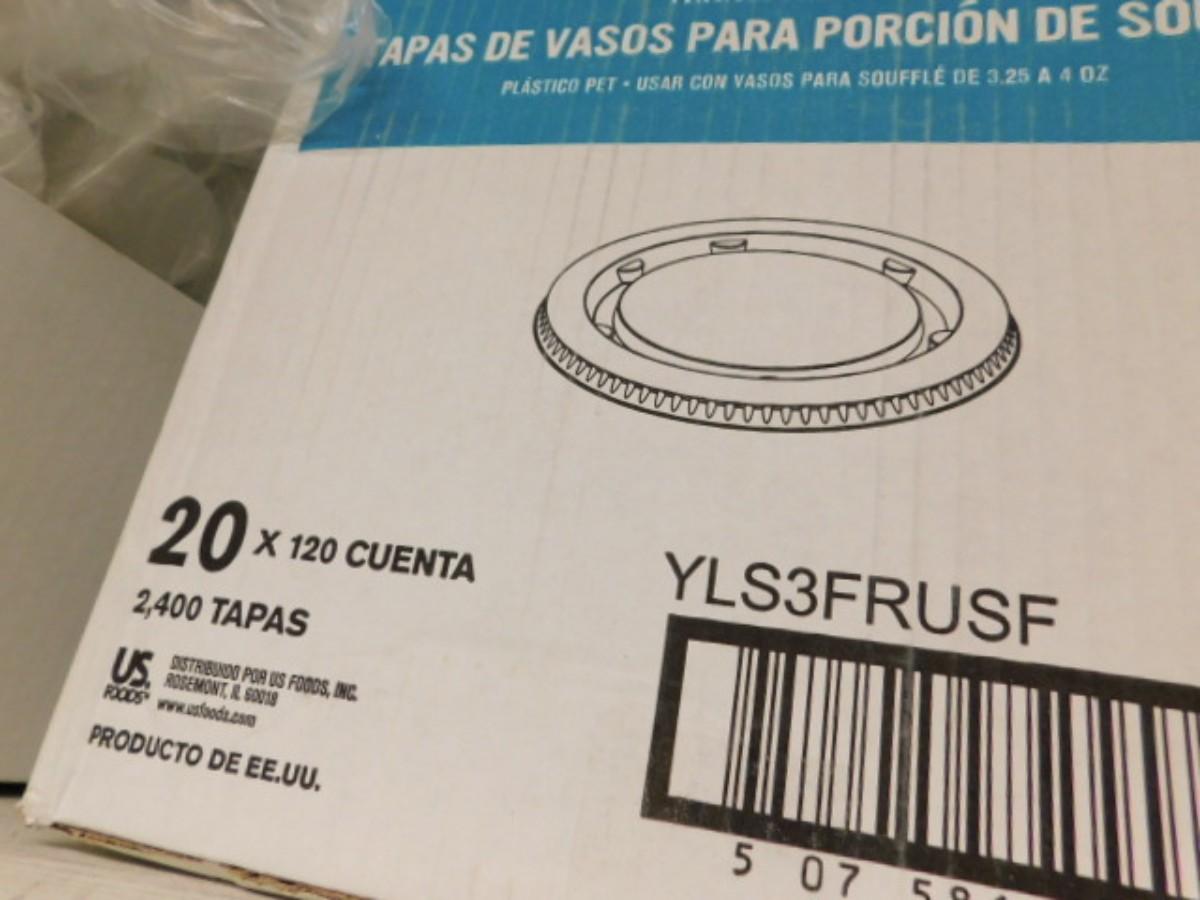 TAPAS DE VASOS PARA PORCIÓN DE
PLÁSTICO PET • USAR CON VASOS PARA SOUFFLÉ DE 3.25 A 4 OZ
20 X 120 CUENTA
2,400 TAPAS
US.
FOODS™
DISTRIBUIDO POR US FOODS, INC.
ROSEMONT, IL 60018
www.usfoods.com
PRODUCTO DE EE.UU.
YLS3FRUSF
5 07 58